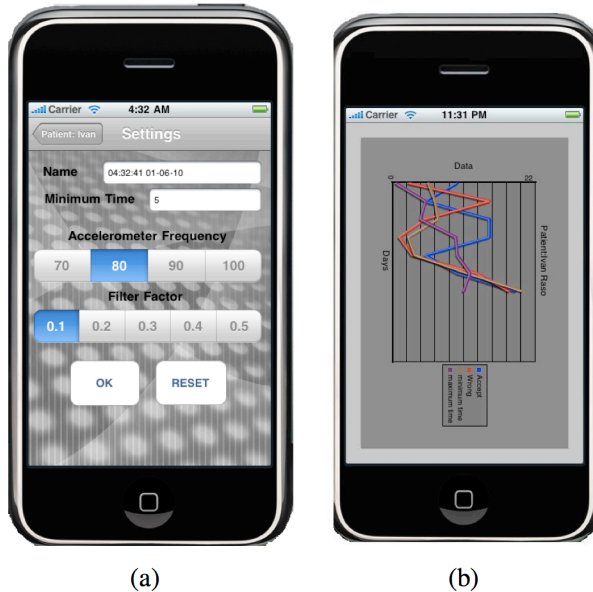 Carrier 4:32 AM
Patient: Ivan Settings
Name 04:32:41 01-06-10
Minimum Time 5
Accelerometer Frequency
70 80 90 100
Filter Factor
0.1 0.2 0.3 0.4 0.5
OK RESET
(a)
Carrier 11:31 PM
Data
0 22
Patient:Ivan Raso
Days
Accept
Wrong
minimum time
maximum time
(b)